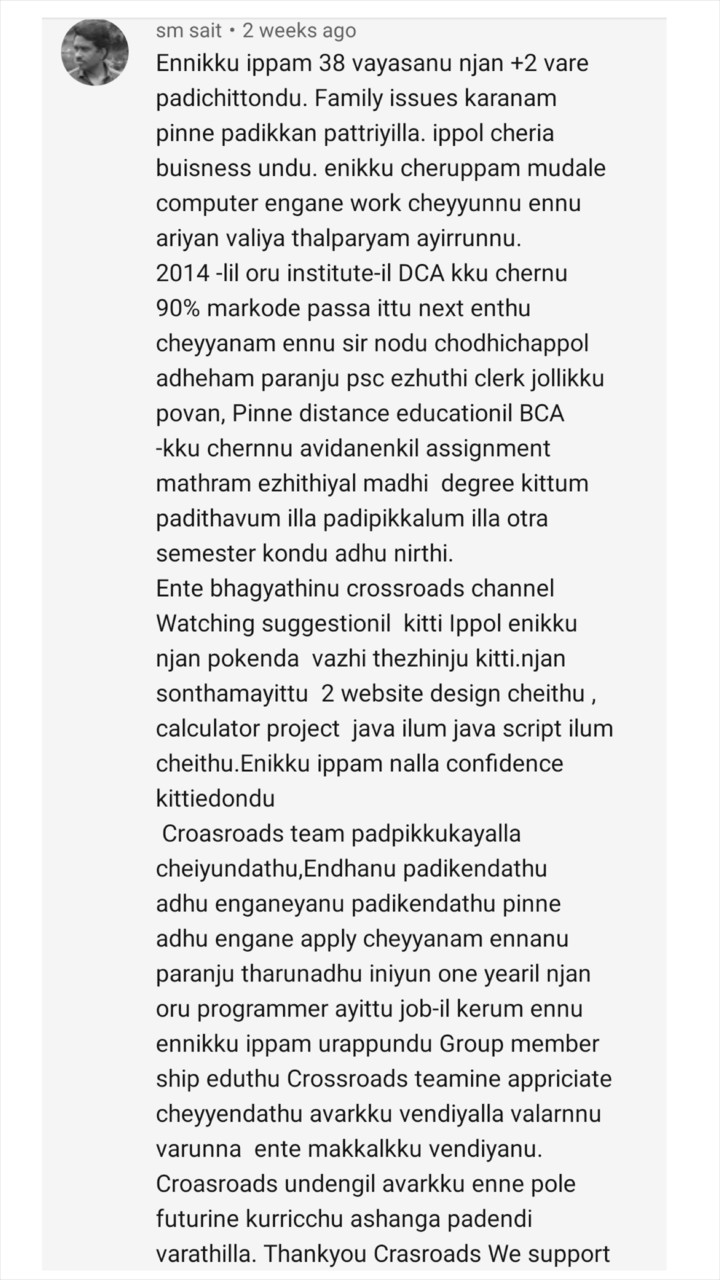 sm sait • 2 weeks ago
Ennikku ippam 38 vayasanu njan +2 vare
padichittondu. Family issues karanam
pinne padikkan pattriyilla. ippol cheria
buisness undu. enikku cheruppam mudale
computer engane work cheyyunnu ennu
ariyan valiya thalparyam ayirrunnu.
2014 -lil oru institute-il DCA kku chernu
90% markode passa ittu next enthu
cheyyanam ennu sir nodu chodhichappol
adheham paranju psc ezhuthi clerk jollikku
povan, Pinne distance educationil BCA
-kku chernnu avidanenkil assignment
mathram ezhithiyal madhi  degree kittum
padithavum illa padipikkalum illa otra
semester kondu adhu nirthi.
Ente bhagyathinu crossroads channel
Watching suggestionil  kitti Ippol enikku
njan pokenda  vazhi thezhinju kitti.njan
sonthamayittu  2 website design cheithu ,
calculator project  java ilum java script ilum
cheithu.Enikku ippam nalla confidence
kittiedondu
Croasroads team padpikkukayalla
cheiyundathu,Endhanu padikendathu
adhu enganeyanu padikendathu pinne
adhu engane apply cheyyanam ennanu
paranju tharunadhu iniyun one yearil njan
oru programmer ayittu job-il kerum ennu
ennikku ippam urappundu Group member
ship eduthu Crossroads teamine appriciate
cheyyendathu avarkku vendiyalla valarnnu
varunna  ente makkalkku vendiyanu.
Croasroads undengil avarkku enne pole
futurine kurricchu ashanga padendi
varathilla. Thankyou Crasroads We support